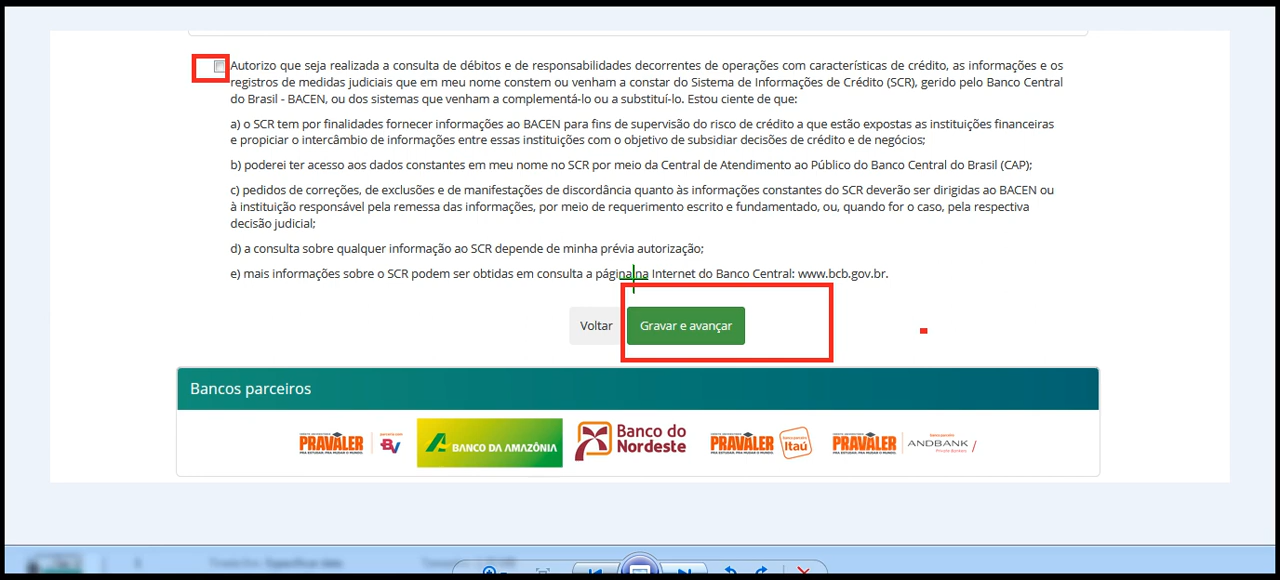 Autorizo que seja realizada a consulta de débitos e de responsabilidades decorrentes de operações com características de crédito, as informações e os
registros de medidas judiciais que em meu nome constem ou venham a constar do Sistema de Informações de Crédito (SCR), gerido pelo Banco Central
do Brasil - BACEN, ou dos sistemas que venham a complementá-lo ou a substituí-lo. Estou ciente de que:
a) o SCR tem por finalidades fornecer informações ao BACEN para fins de supervisão do risco de crédito a que estão expostas as instituições financeiras
e propiciar o intercâmbio de informações entre essas instituições com o objetivo de subsidiar decisões de crédito e de negócios;
b) poderei ter acesso aos dados constantes em meu nome no SCR por meio da Central de Atendimento ao Público do Banco Central do Brasil (CAP);
c) pedidos de correções, de exclusões e de manifestações de discordância quanto às informações constantes do SCR deverão ser dirigidas ao BACEN ou
à instituição responsável pela remessa das informações, por meio de requerimento escrito e fundamentado, ou, quando for o caso, pela respectiva
decisão judicial;
d) a consulta sobre qualquer informação ao SCR depende de minha prévia autorização;
e) mais informações sobre o SCR podem ser obtidas em consulta a página na Internet do Banco Central: www.bcb.gov.br.
Voltar Gravar e avançar
Bancos parceiros
PRAVALER BV BANCO DA AMAZÔNIA Banco do Nordeste PRAVALER Itaú PRAVALER ANDBANK